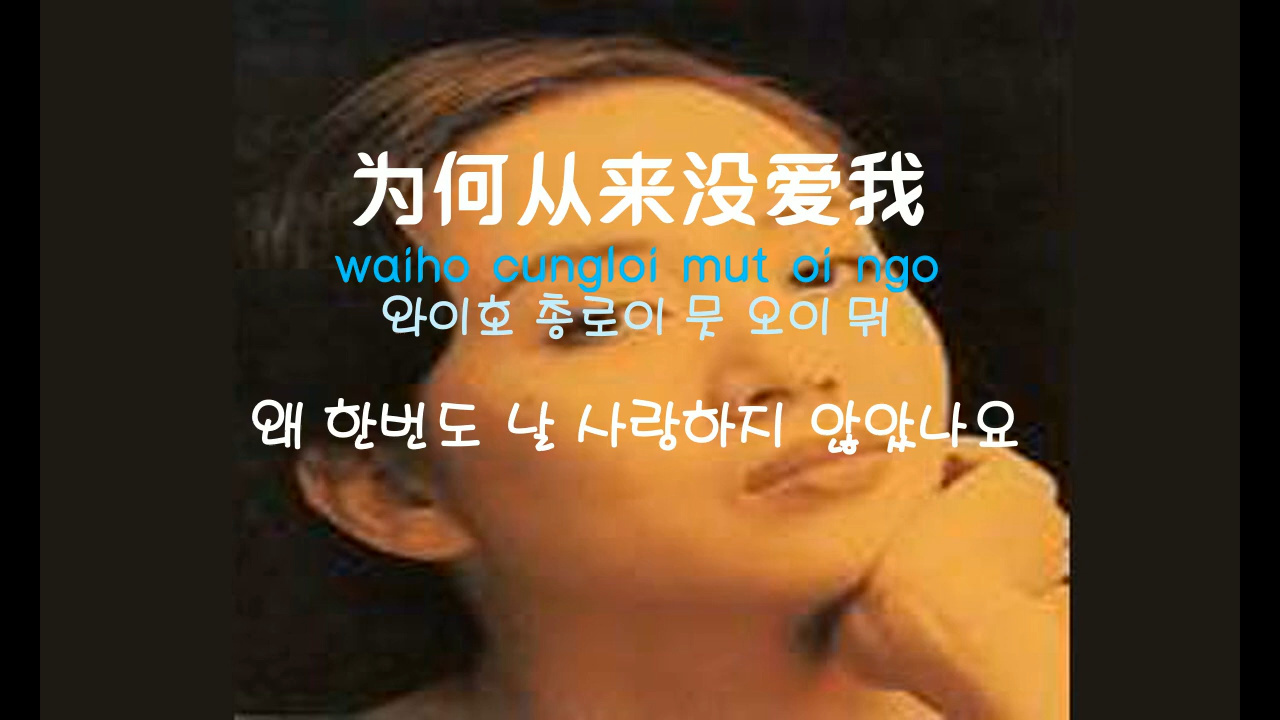 为何从来没爱我
waiho cungloi mut oi ngo
와이호 총로이 뭇 오이 뭐
왜 한번도 날 사랑하지 않았나요